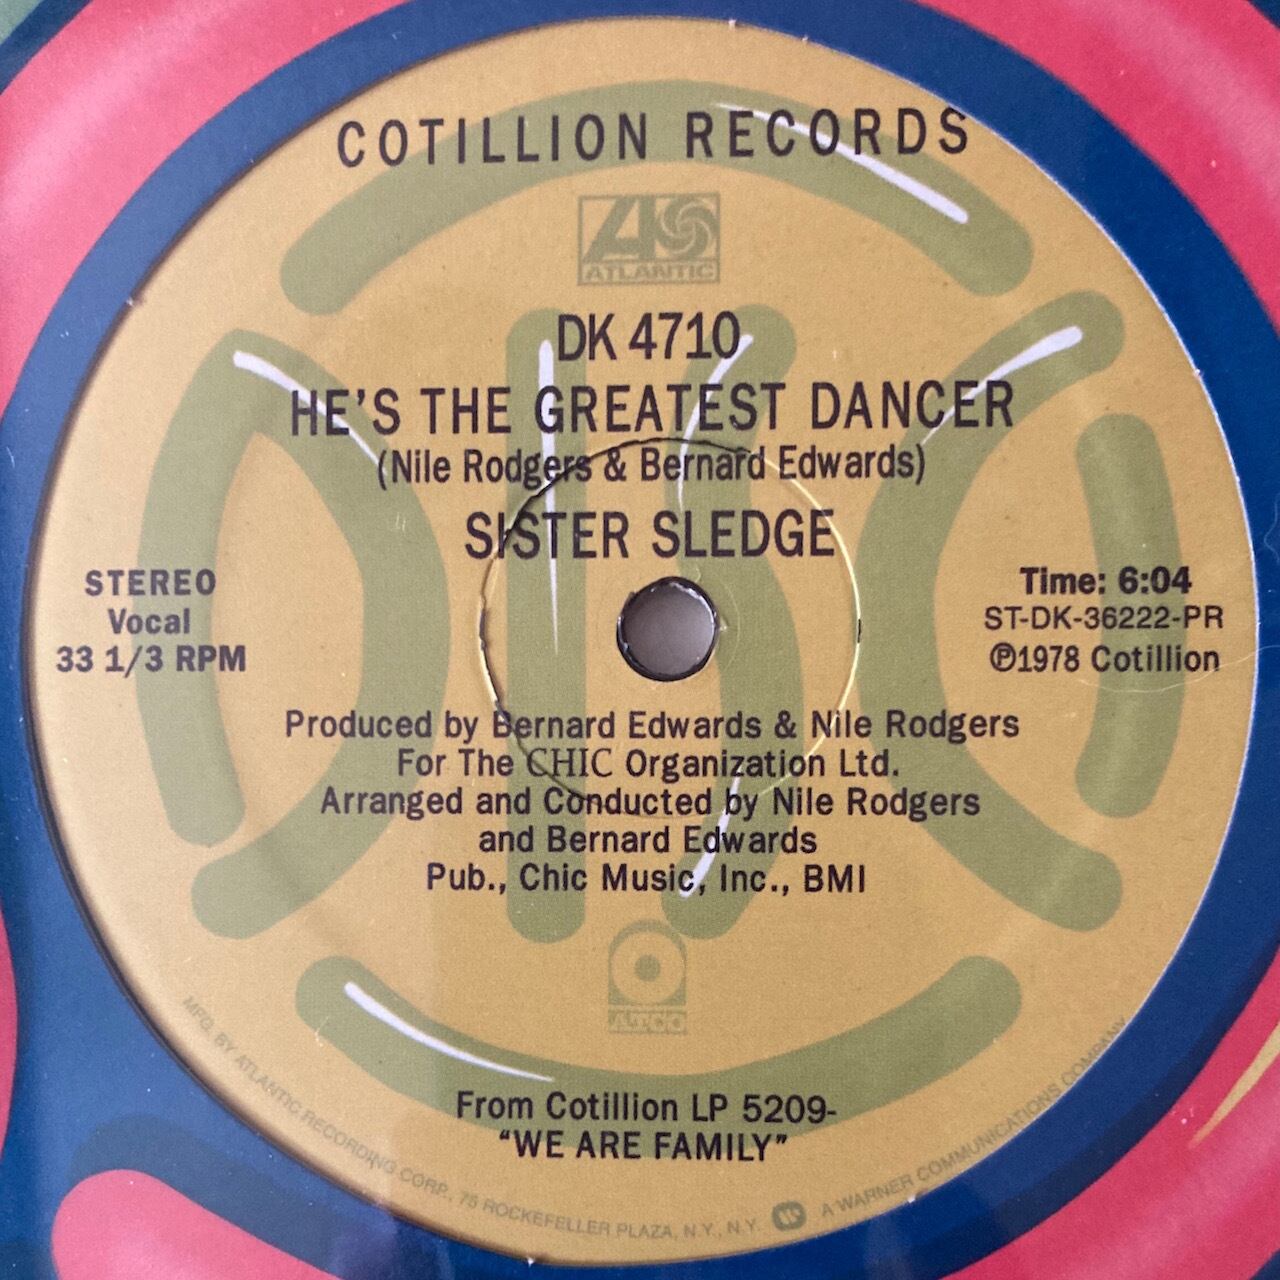 COTILLION RECORDS
ATLANTIC
DK 4710
HE'S THE GREATEST DANCER
(Nile Rodgers & Bernard Edwards)
SISTER SLEDGE
STEREO
Vocal
33 1/3 RPM
Time: 6:04
ST-DK-36222-PR
℗1978 Cotillion
Produced by Bernard Edwards & Nile Rodgers
For The CHIC Organization Ltd.
Arranged and Conducted by Nile Rodgers
and Bernard Edwards
Pub., Chic Music, Inc., BMI
ATCO
From Cotillion LP 5209-
“WE ARE FAMILY”
MFG. BY ATLANTIC RECORDING CORP., 75 ROCKEFELLER PLAZA, N.Y., N.Y. A WARNER COMMUNICATIONS COMPANY